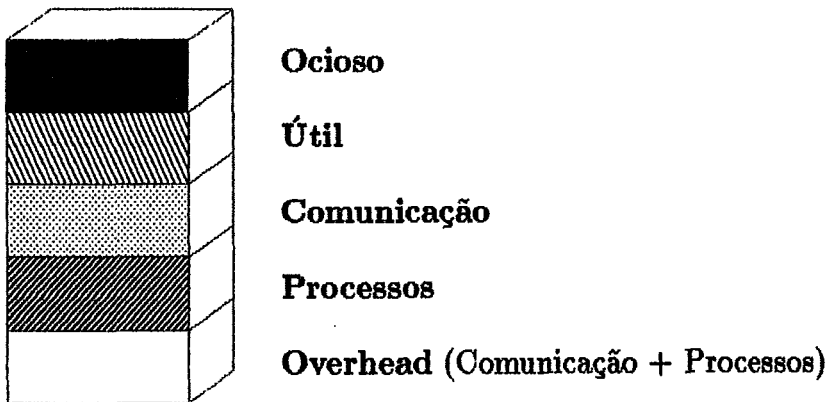 Ocioso
Útil
Comunicação
Processos
Overhead (Comunicação + Processos)